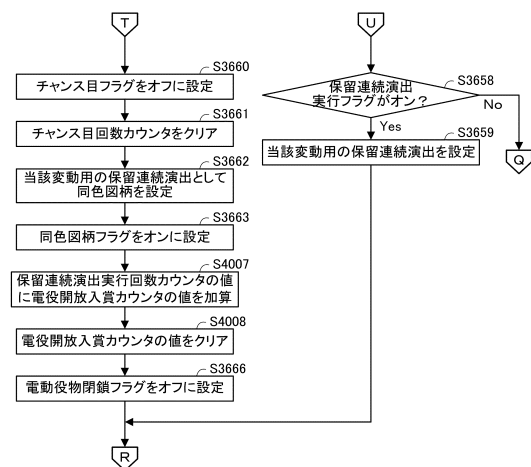 T
S3660
チャンス目フラグをオフに設定
S3661
チャンス目回数カウンタをクリア
S3662
当該変動用の保留連続演出として
同色図柄を設定
S3663
同色図柄フラグをオンに設定
S4007
保留連続演出実行回数カウンタの値
に電役開放入賞カウンタの値を加算
S4008
電役開放入賞カウンタの値をクリア
S3666
電動役物閉鎖フラグをオフに設定
R
U
S3658
保留連続演出
実行フラグがオン？
No
Yes
S3659
当該変動用の保留連続演出を設定
Q